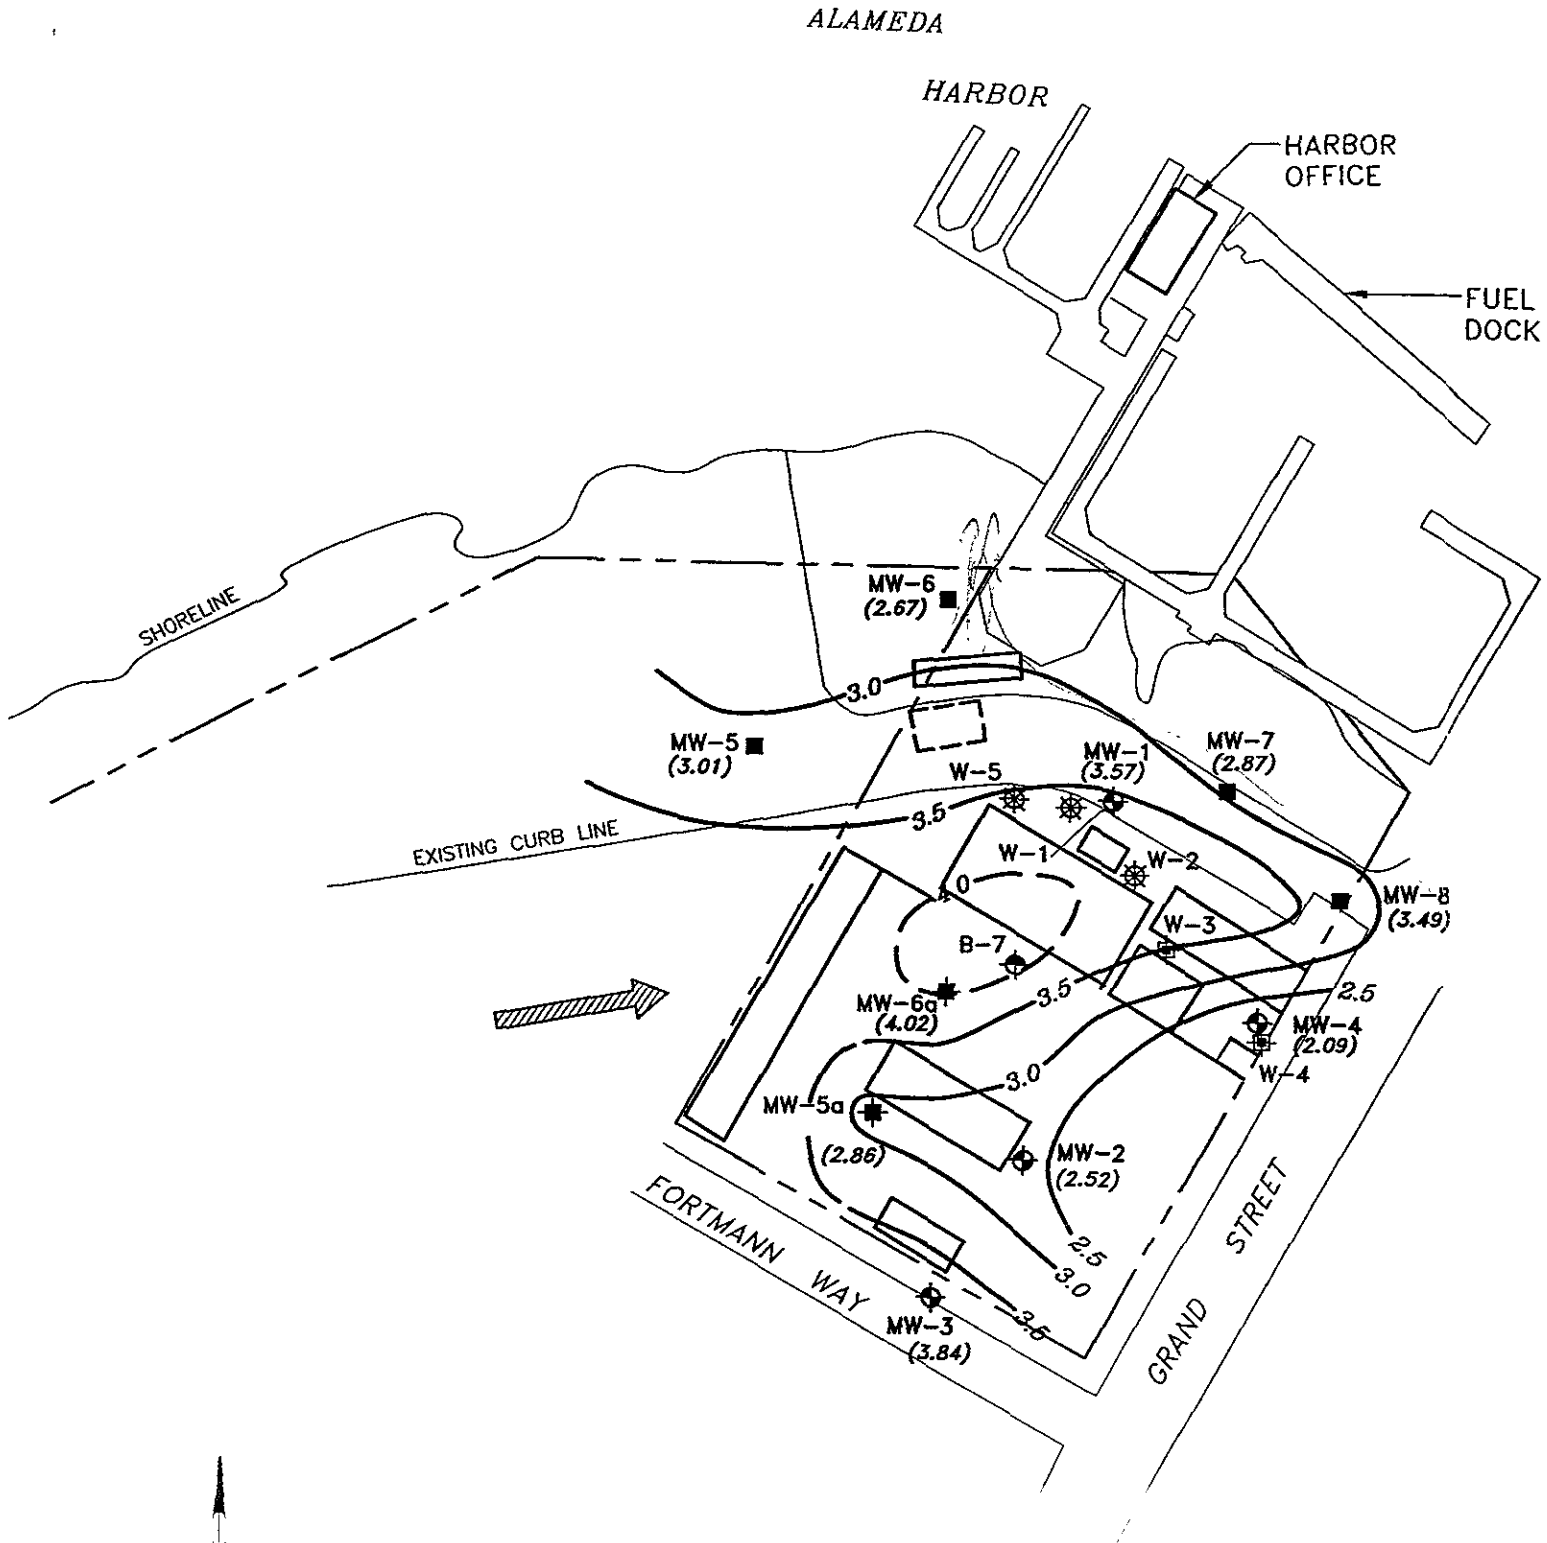 ALAMEDA
HARBOR
HARBOR
OFFICE
FUEL
DOCK
SHORELINE
MW-6
(2.67)
3.0
MW-5
(3.01)
MW-7
(2.87)
MW-1
(3.57)
W-5
3.5
EXISTING CURB LINE
W-1
W-2
4.0
MW-8
(3.49)
W-3
B-7
MW-6a
(4.02)
3.5
2.5
MW-4
(2.09)
W-4
3.0
MW-5a
(2.86)
MW-2
(2.52)
FORTMANN WAY
GRAND STREET
2.5
3.0
3.5
MW-3
(3.84)